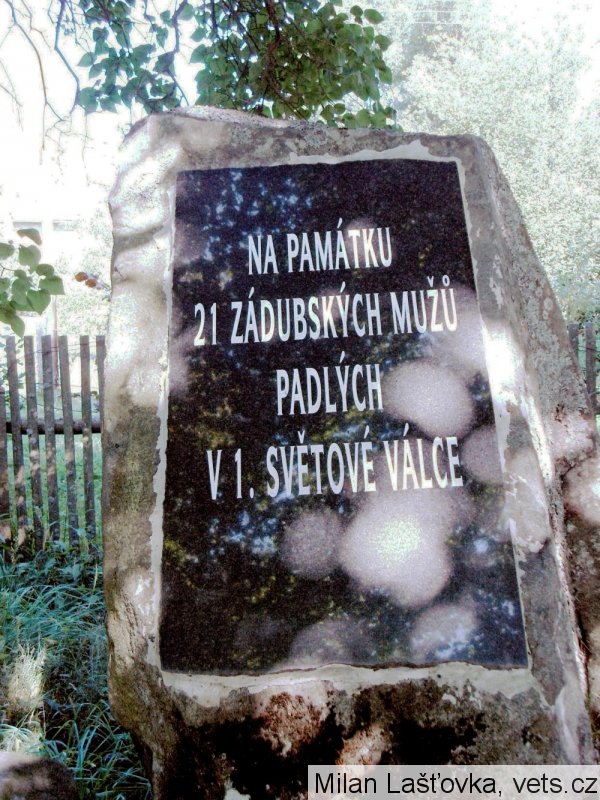 NA PAMÁTKU
21 ZÁDUBSKÝCH MUŽŮ
PADLÝCH
V 1. SVĚTOVÉ VÁLCE
Milan Lašťovka, vets.cz